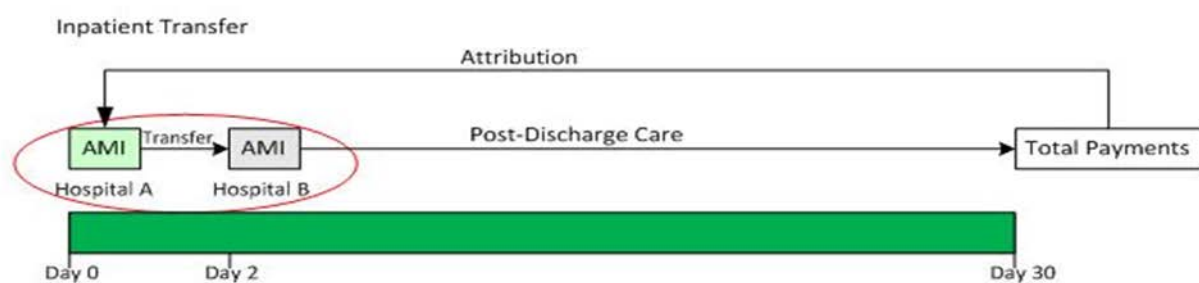 Inpatient Transfer
Attribution
AMI
Transfer
AMI
Post-Discharge Care
Total Payments
Hospital A
Hospital B
Day 0
Day 2
Day 30